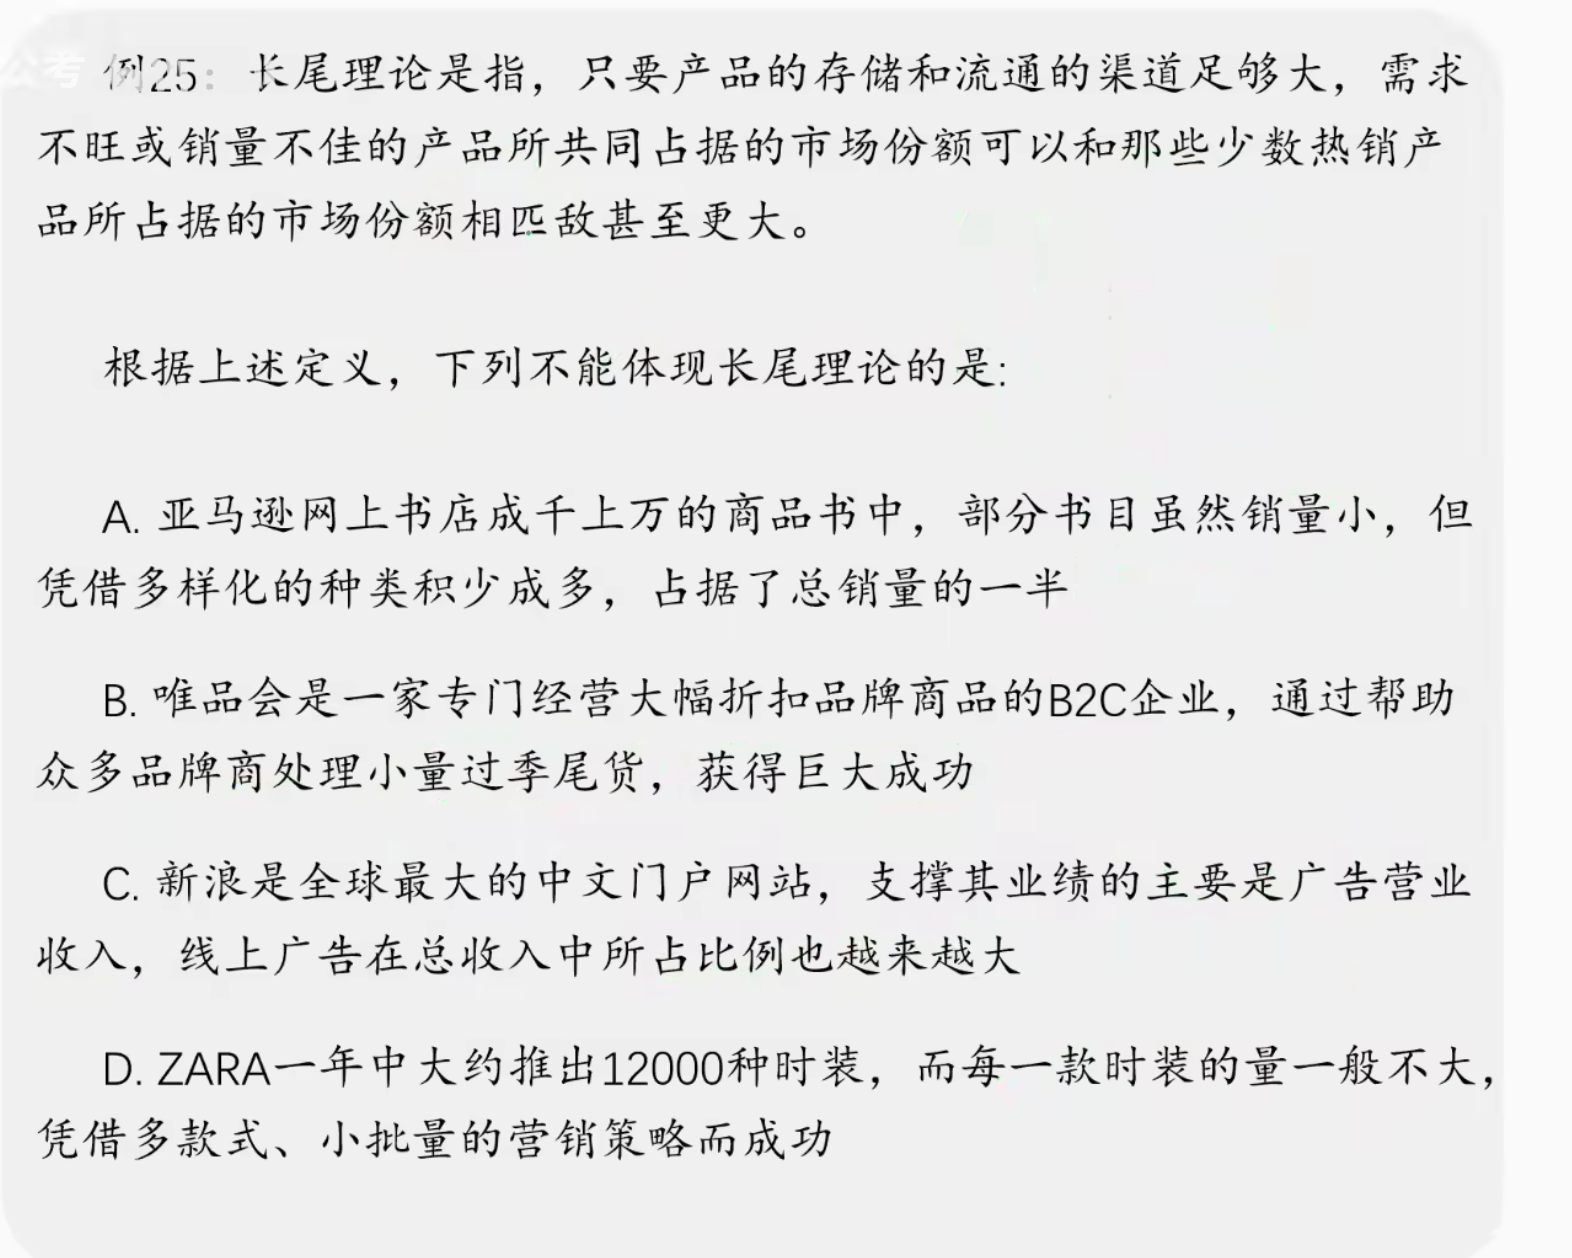 公考
例25：长尾理论是指，只要产品的存储和流通的渠道足够大，需求
不旺或销量不佳的产品所共同占据的市场份额可以和那些少数热销产
品所占据的市场份额相匹敌甚至更大。
根据上述定义，下列不能体现长尾理论的是:
A. 亚马逊网上书店成千上万的商品书中，部分书目虽然销量小，但
凭借多样化的种类积少成多，占据了总销量的一半
B. 唯品会是一家专门经营大幅折扣品牌商品的B2C企业，通过帮助
众多品牌商处理小量过季尾货，获得巨大成功
C. 新浪是全球最大的中文门户网站，支撑其业绩的主要是广告营业
收入，线上广告在总收入中所占比例也越来越大
D. ZARA一年中大约推出12000种时装，而每一款时装的量一般不大，
凭借多款式、小批量的营销策略而成功